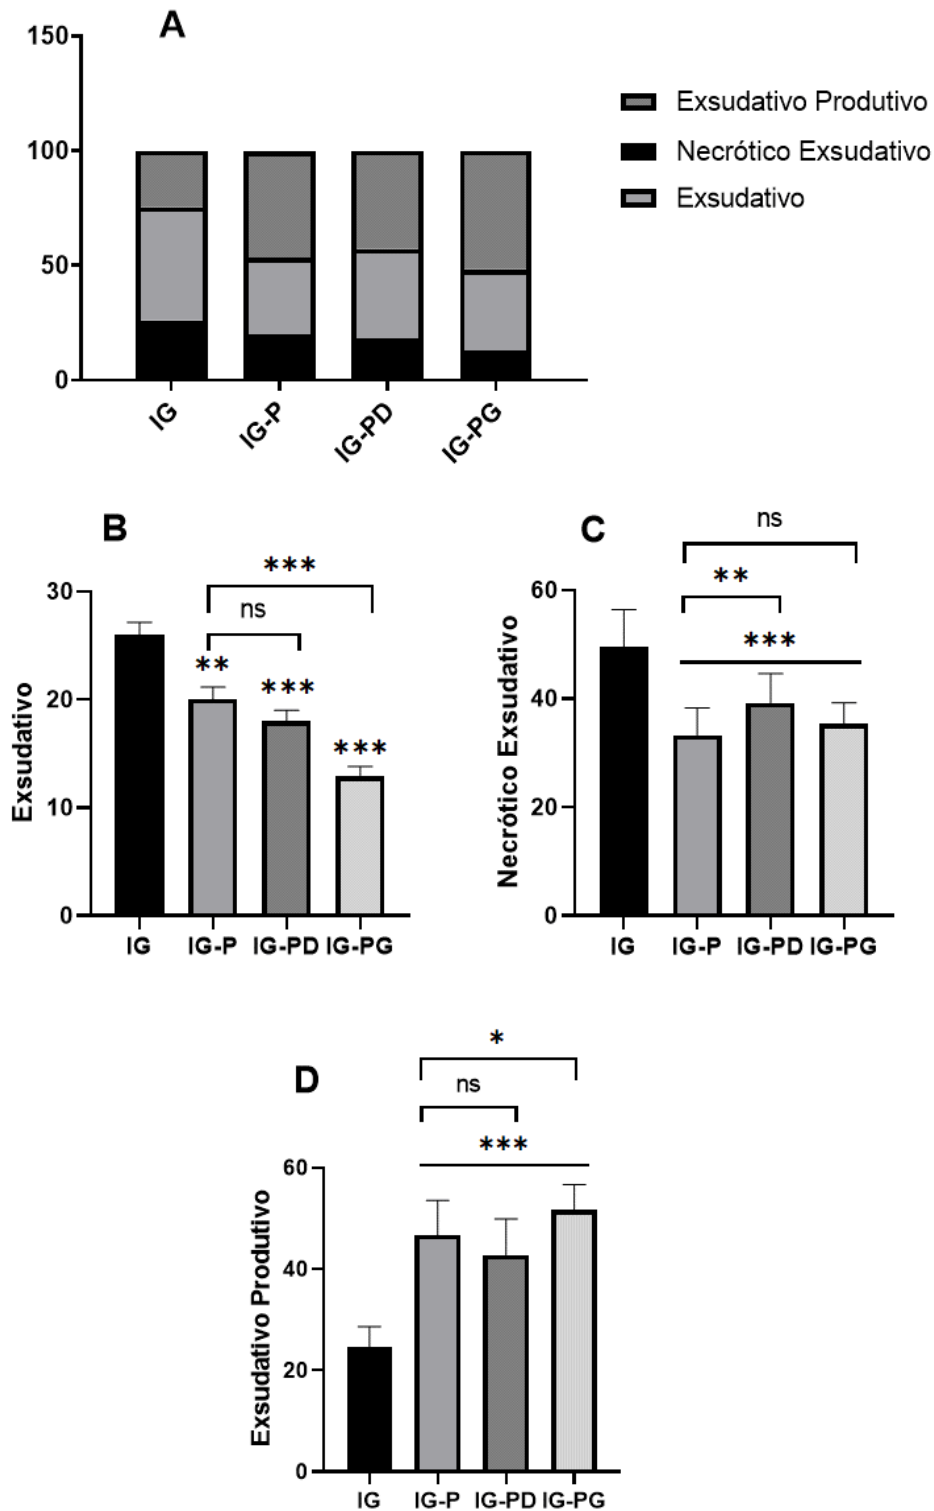 A
150
100
50
0
IG
IG-P
IG-PD
IG-PG
Exsudativo Produtivo
Necrótico Exsudativo
Exsudativo
B
***
ns
**
***
***
30
20
10
0
Exsudativo
IG IG-P IG-PD IG-PG
C
ns
**
***
60
40
20
0
Necrótico Exsudativo
IG IG-P IG-PD IG-PG
D
*
ns
***
60
40
20
0
Exsudativo Produtivo
IG IG-P IG-PD IG-PG